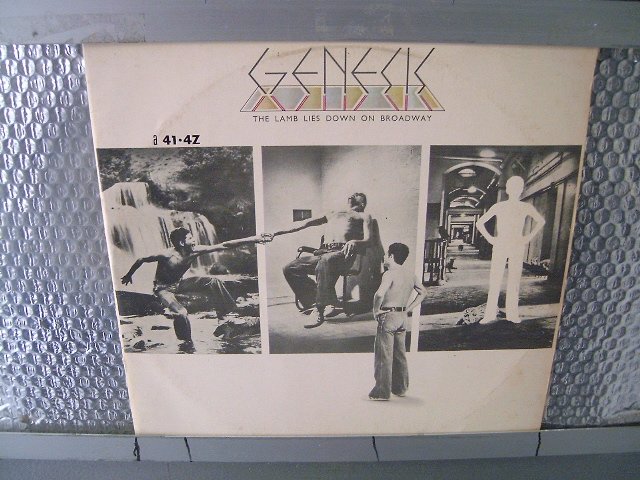 GENESIS
THE LAMB LIES DOWN ON BROADWAY
a 41·4Z